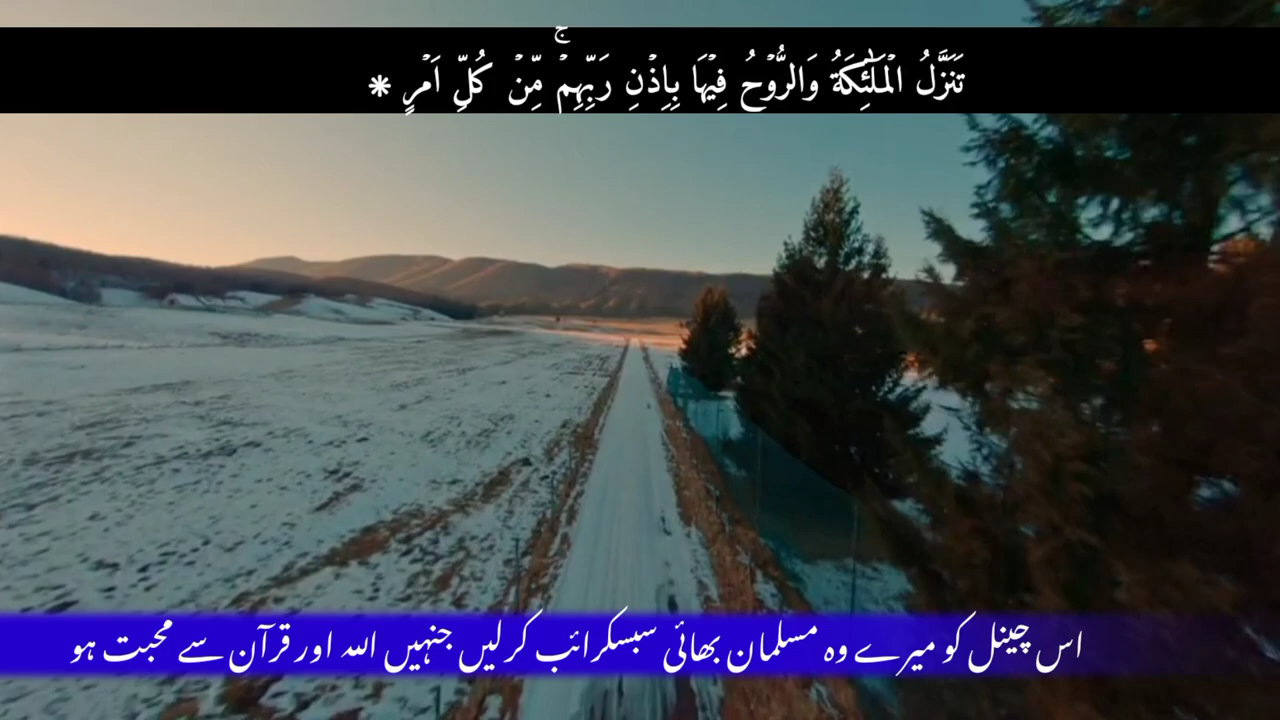 تَنَزَّلُ الۡمَلٰٓئِكَةُ وَالرُّوۡحُ فِيۡهَا بِاِذۡنِ رَبِّهِمۡ‌ۚ مِّنۡ كُلِّ اَمۡرٍ *
اس چینل کو میرے وہ مسلمان بھائی سبسکرائب کرلیں جنہیں اللہ اور قرآن سے محبت ہو